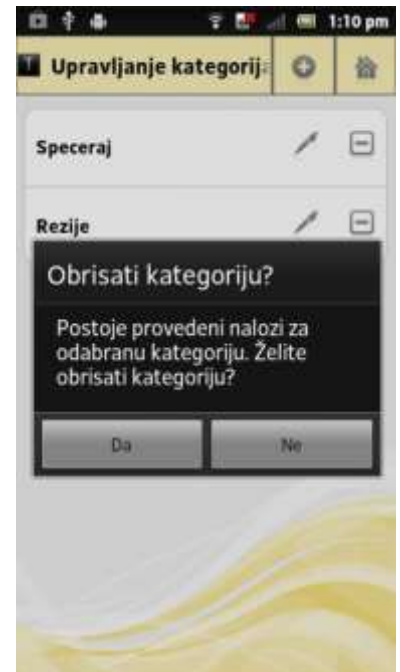 1:10 pm
Upravljanje kategorij
Speceraj
Rezije
Obrisati kategoriju?
Postoje provedeni nalozi za
odabranu kategoriju. Želite
obrisati kategoriju?
Da
Ne